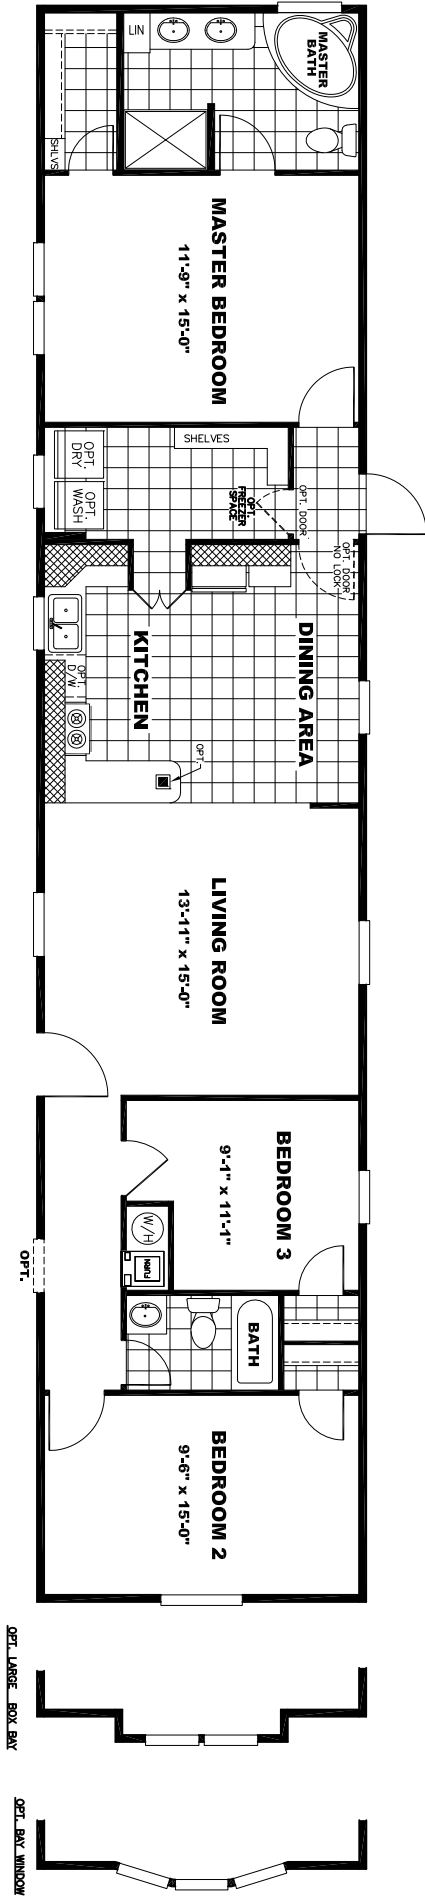 LIN
MASTER
BATH
SHLVS
MASTER BEDROOM
11'-9" x 15'-0"
SHELVES
OPT.
DRY
OPT.
WASH
OPT.
FREEZER
SPACE
OPT. DOOR
OPT. DOOR
NO LOCK
KITCHEN
DINING AREA
OPT.
D/W
OPT.
LIVING ROOM
13'-11" x 15'-0"
BEDROOM 3
9'-1" x 11'-1"
W/H
FURN
OPT.
BATH
BEDROOM 2
9'-6" x 15'-0"
OPT. LARGE BOX BAY
OPT. BAY WINDOW